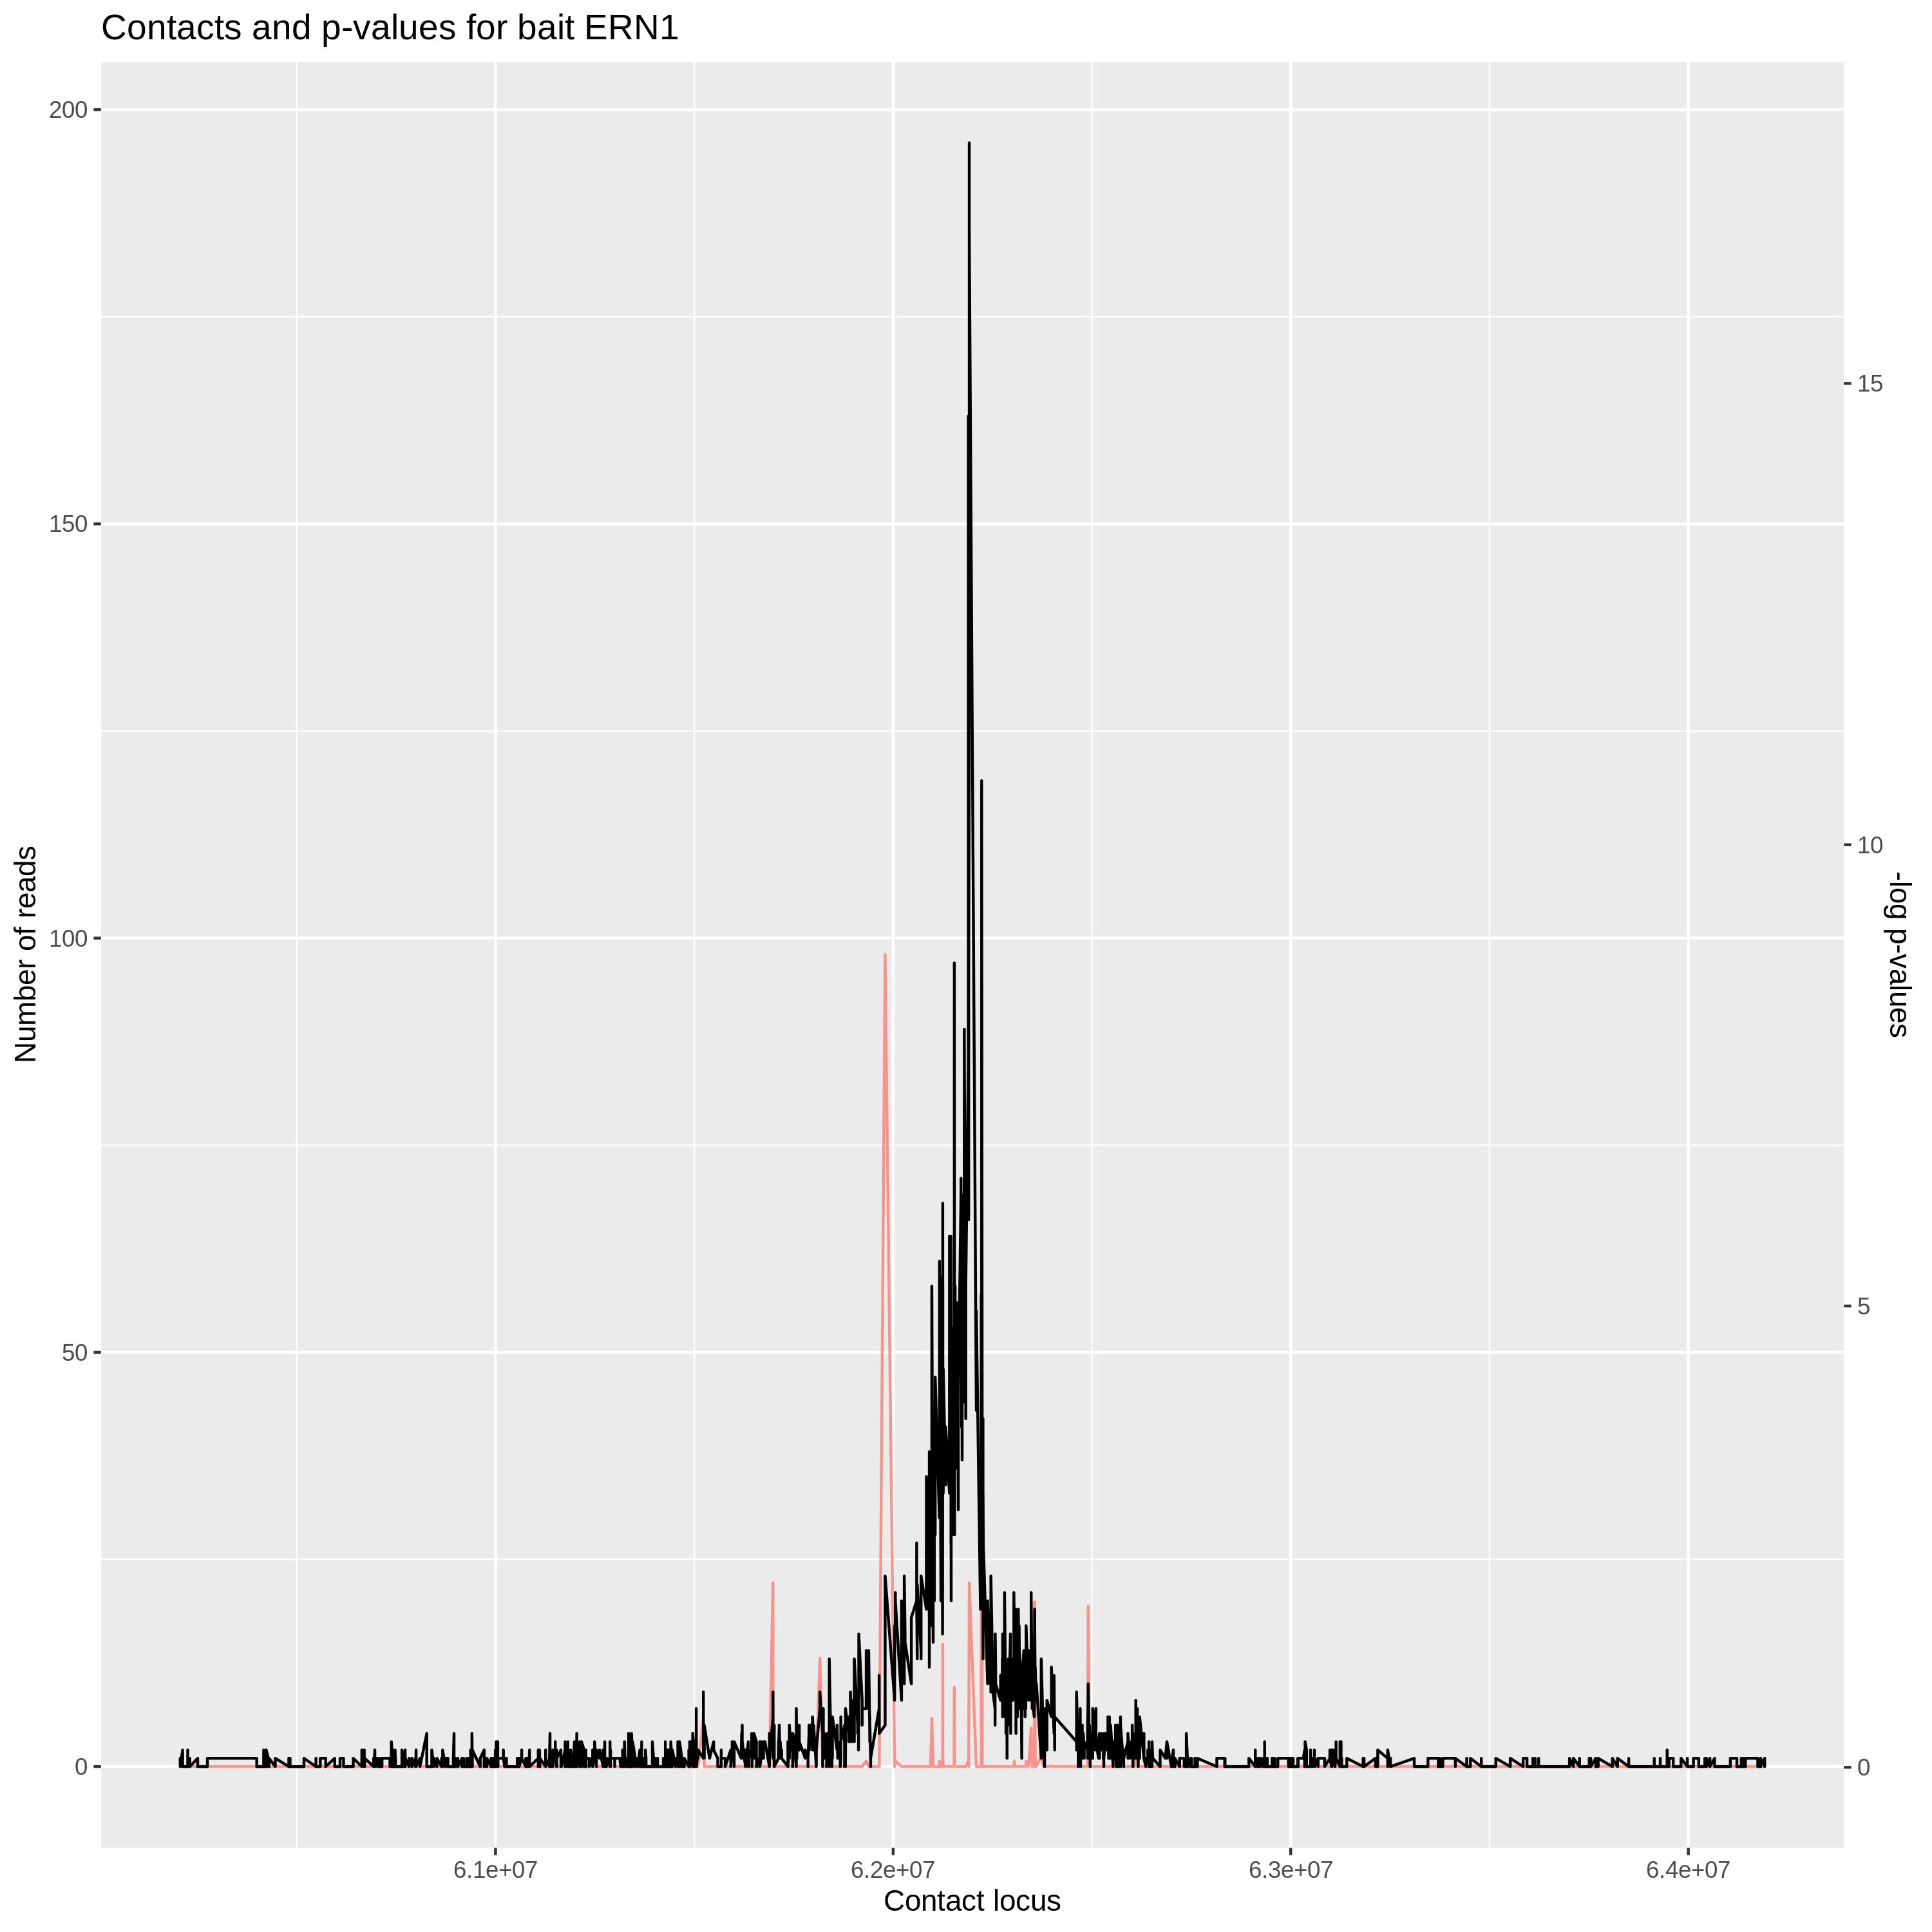 Contacts and p-values for bait ERN1
200
150
100
50
0
15
10
5
0
Number of reads
-log p-values
6.1e+07
6.2e+07
6.3e+07
6.4e+07
Contact locus